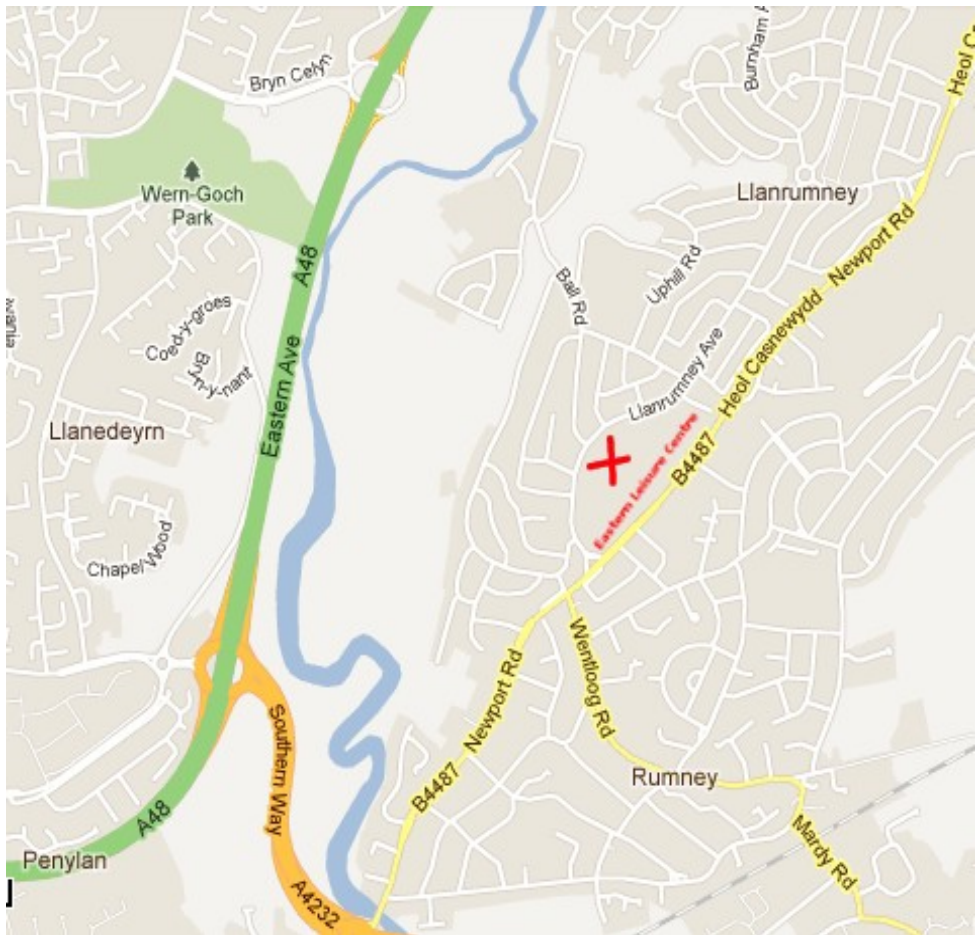 Bryn Celyn
Burnham A
Heol Ca
Wern-Goch
Park
Llanrumney
A48
Ball Rd
Uphill Rd
Heol Casnewydd - Newport Rd
Coed-y-groes
Bryn-y-nant
Llanrumney Ave
Eastern Ave
Llanedeyrn
Eastern Leisure Centre
B4487
Chapel Wood
Wentloog Rd
Newport Rd
Southern Way
Rumney
B4487
A48
Mardy Rd
Penylan
A4232